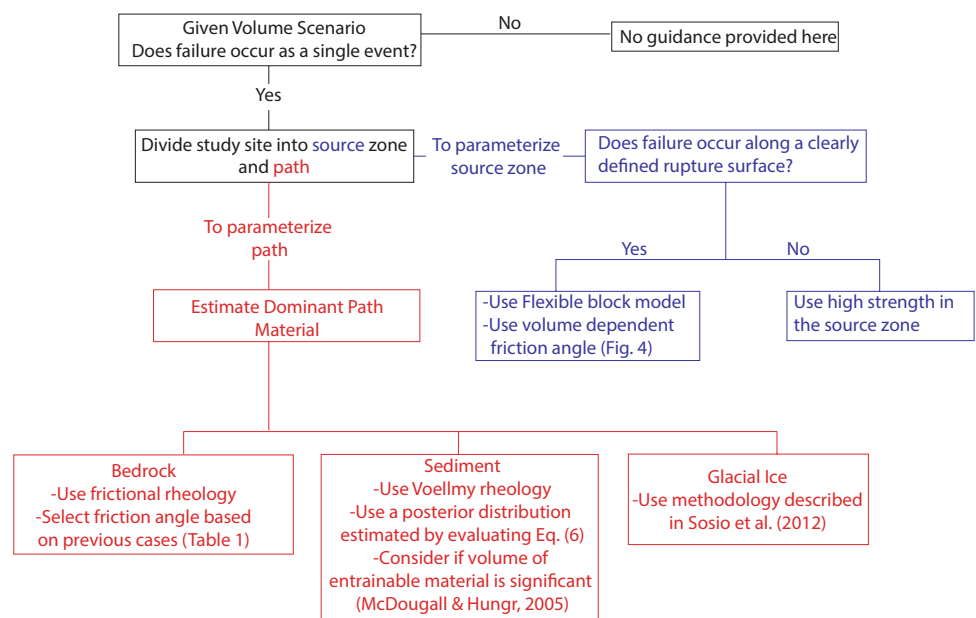 Given Volume Scenario
Does failure occur as a single event?
No
No guidance provided here
Yes
Divide study site into source zone
and path
To parameterize
source zone
Does failure occur along a clearly
defined rupture surface?
To parameterize
path
Yes
No
Estimate Dominant Path
Material
-Use Flexible block model
-Use volume dependent
friction angle (Fig. 4)
Use high strength in
the source zone
Bedrock
-Use frictional rheology
-Select friction angle based
on previous cases (Table 1)
Sediment
-Use Voellmy rheology
-Use a posterior distribution
estimated by evaluating Eq. (6)
-Consider if volume of
entrainable material is significant
(McDougall & Hungr, 2005)
Glacial Ice
-Use methodology described
in Sosio et al. (2012)